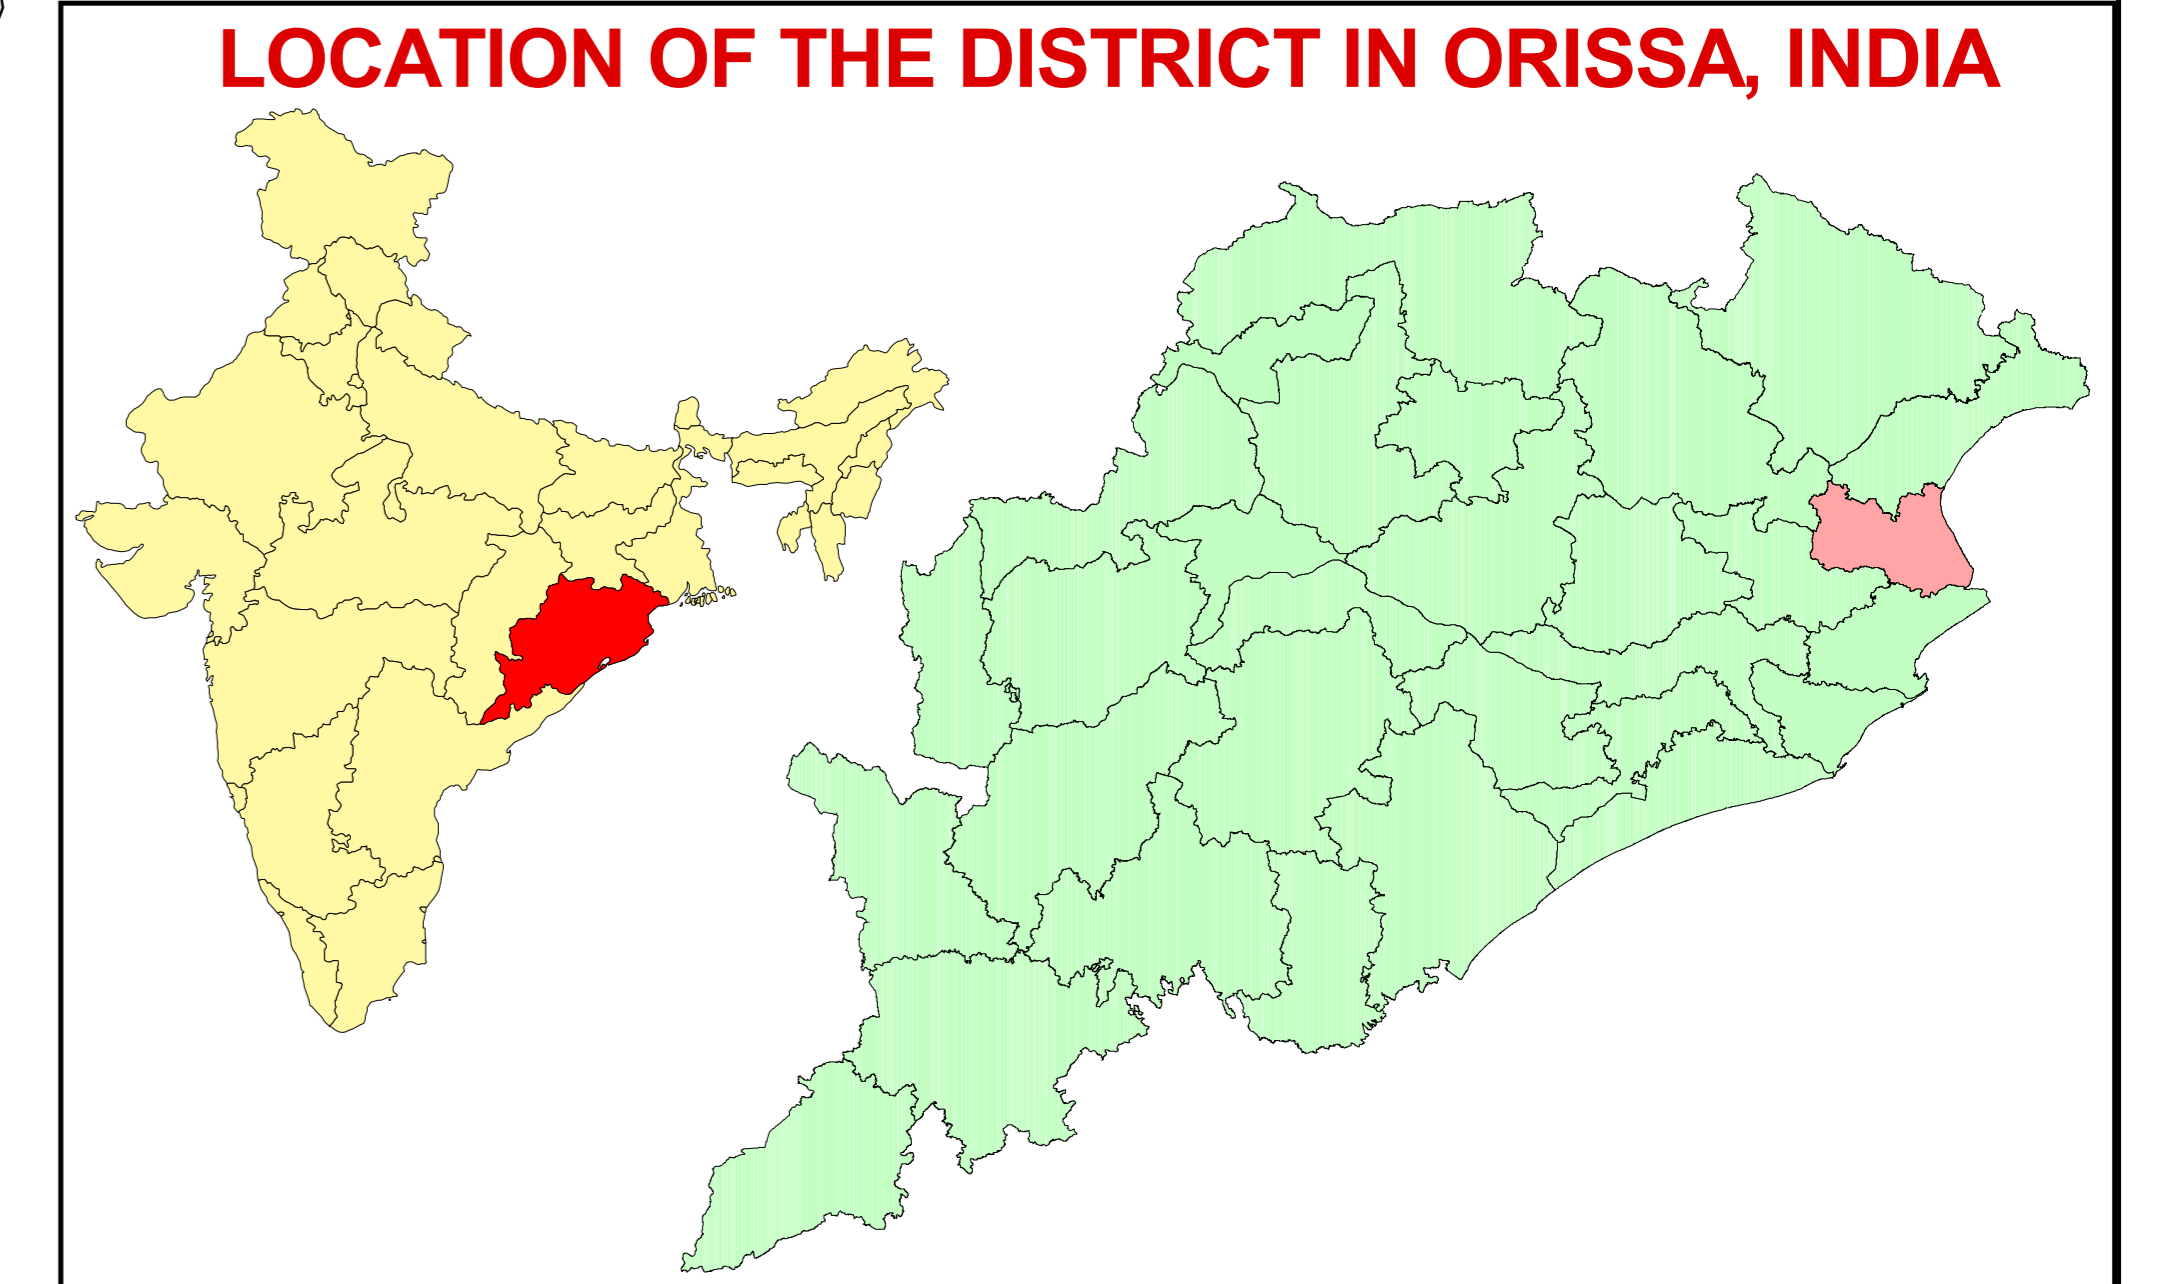 LOCATION OF THE DISTRICT IN ORISSA, INDIA